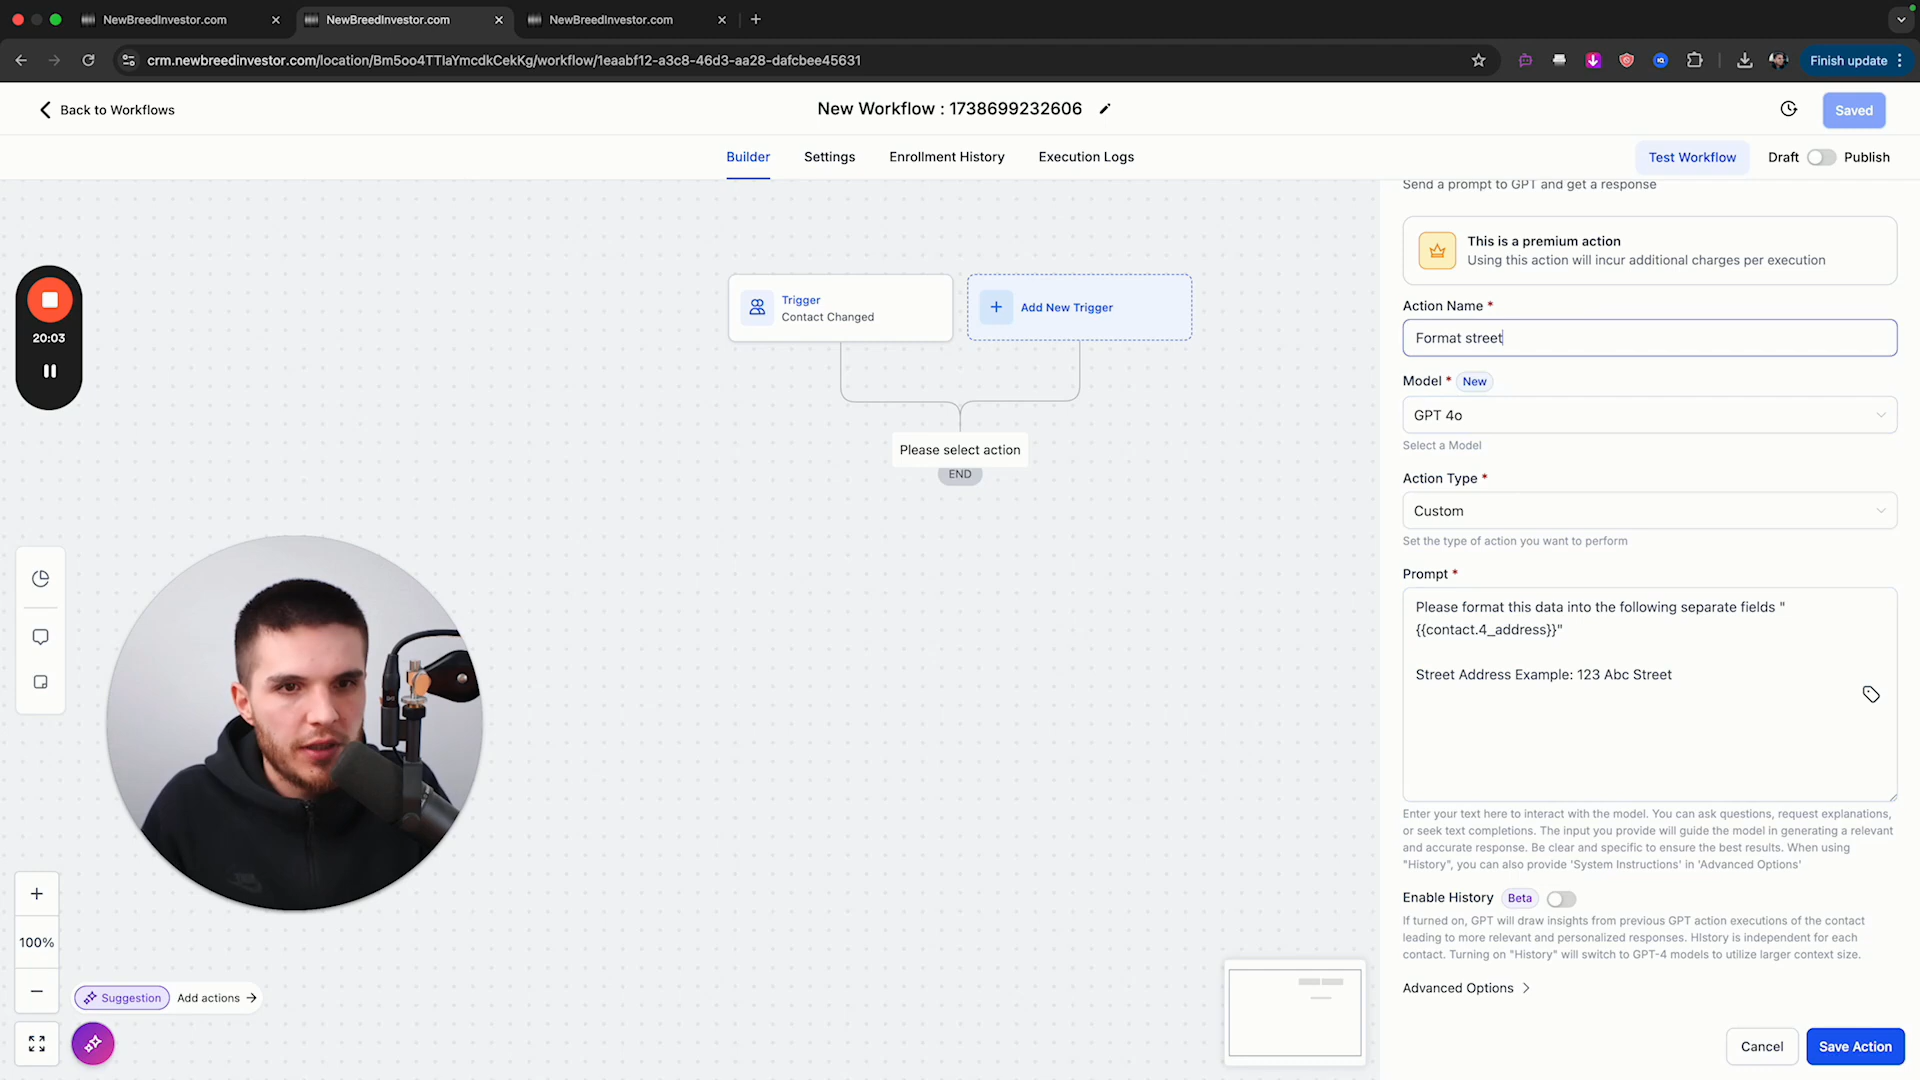 NewBreedInvestor.com
NewBreedInvestor.com
NewBreedInvestor.com
crm.newbreedinvestor.com/location/Bm5oo4TTlaYmcdkCekKg/workflow/1eaabf12-a3c8-46d3-aa28-dafcbee45631
Finish update
Back to Workflows
New Workflow : 1738699232606
Saved
Builder
Settings
Enrollment History
Execution Logs
Test Workflow
Draft
Publish
Send a prompt to GPT and get a response
This is a premium action
Using this action will incur additional charges per execution
Trigger
Contact Changed
Add New Trigger
Please select action
END
20:03
Action Name *
Format street
Model * New
GPT 4o
Select a Model
Action Type *
Custom
Set the type of action you want to perform
Prompt *
Please format this data into the following separate fields "
{{contact.4_address}}"
Street Address Example: 123 Abc Street
Enter your text here to interact with the model. You can ask questions, request explanations,
or seek text completions. The input you provide will guide the model in generating a relevant
and accurate response. Be clear and specific to ensure the best results. When using
"History", you can also provide 'System Instructions' in 'Advanced Options'
Enable History Beta
If turned on, GPT will draw insights from previous GPT action executions of the contact
leading to more relevant and personalized responses. HIstory is independent for each
contact. Turning on "History" will switch to GPT-4 models to utilize larger context size.
Advanced Options
100%
Suggestion
Add actions
Cancel
Save Action